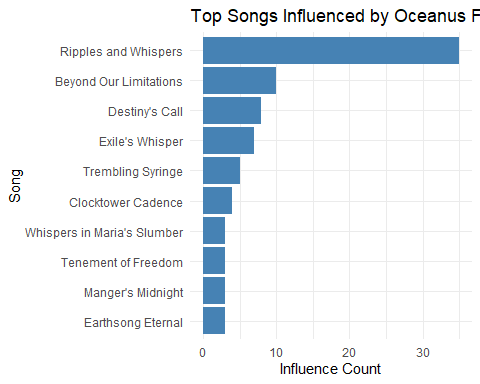 Top Songs Influenced by Oceanus F
Ripples and Whispers
Beyond Our Limitations
Destiny's Call
Exile's Whisper
Trembling Syringe
Clocktower Cadence
Whispers in Maria's Slumber
Tenement of Freedom
Manger's Midnight
Earthsong Eternal
Song
0 10 20 30
Influence Count